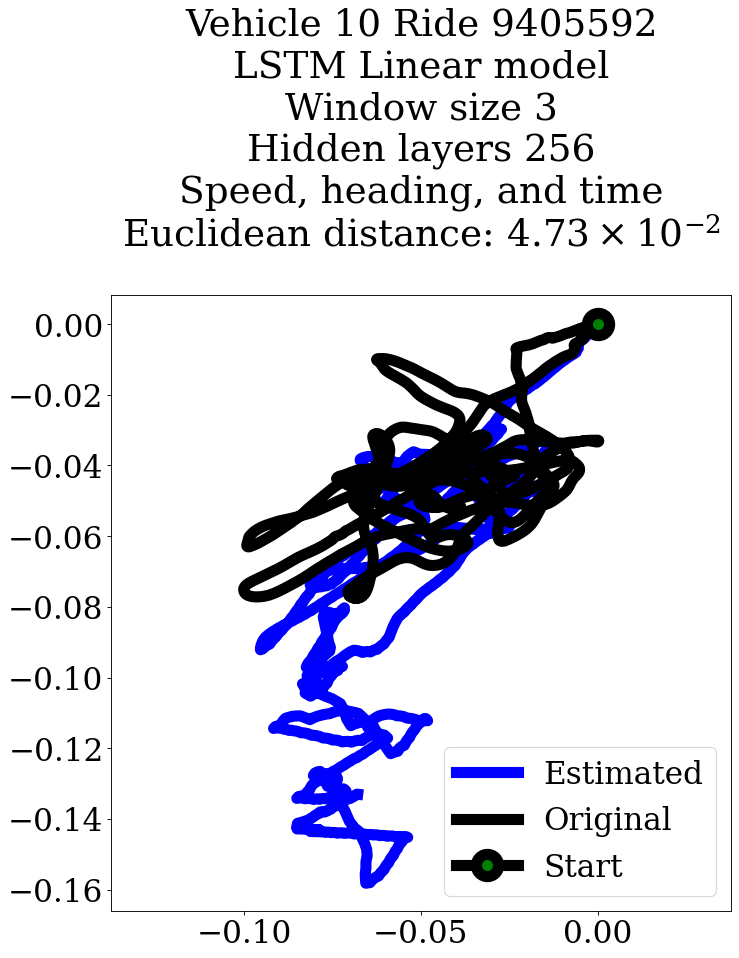 Vehicle 10 Ride 9405592
LSTM Linear model
Window size 3
Hidden layers 256
Speed, heading, and time
Euclidean distance: 4.73 × 10⁻²
0.00
−0.02
−0.04
−0.06
−0.08
−0.10
−0.12
−0.14
−0.16
−0.10 −0.05 0.00
Estimated
Original
Start